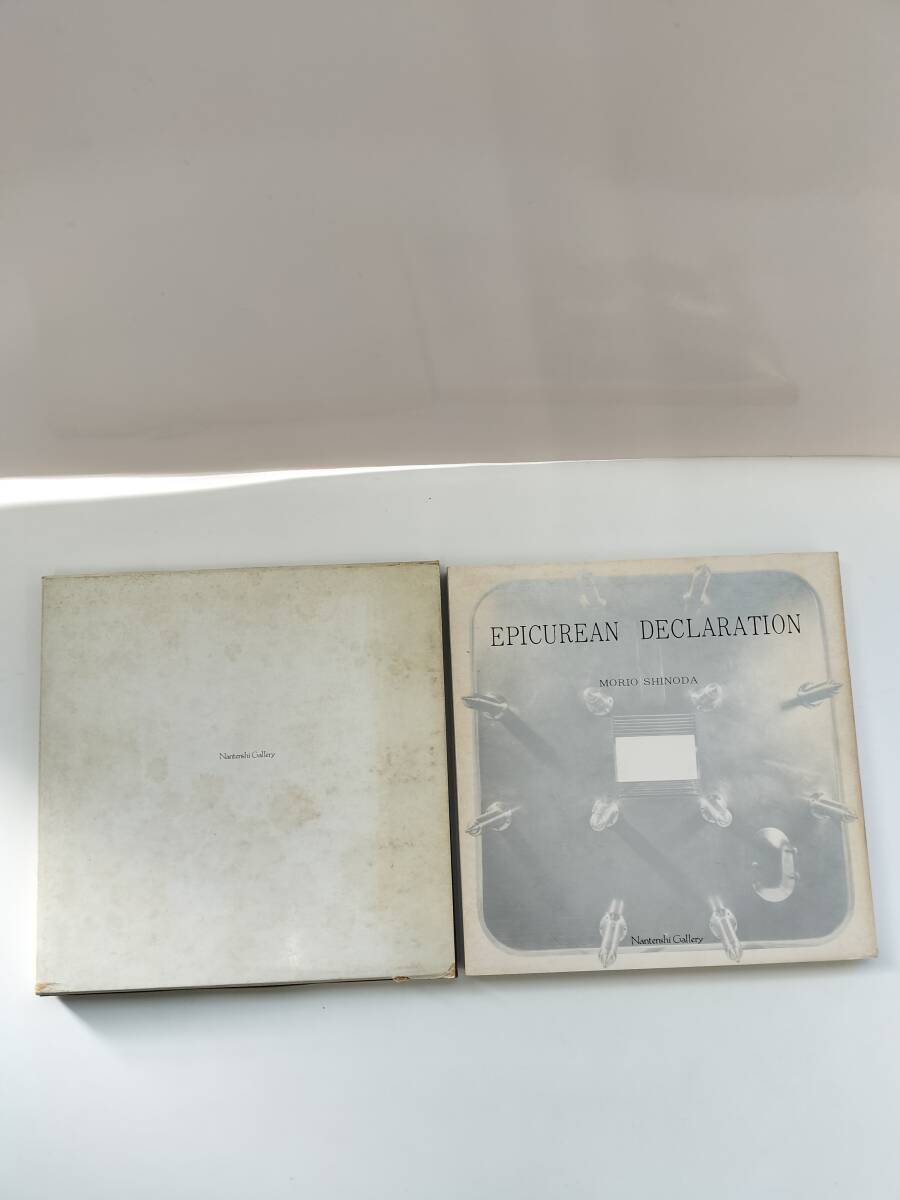 Nantenshi Gallery
EPICUREAN DECLARATION
MORIO SHINODA
Nantenshi Gallery